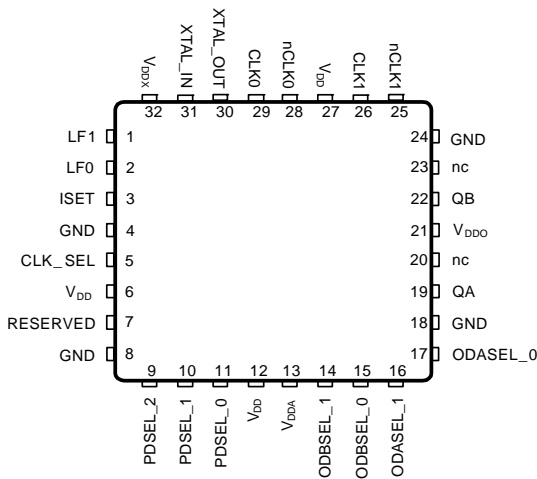 VDDX
XTAL_IN
XTAL_OUT
CLK0
nCLK0
VDD
CLK1
nCLK1
32 31 30 29 28 27 26 25
LF1 1
LF0 2
ISET 3
GND 4
CLK_SEL 5
VDD 6
RESERVED 7
GND 8
24 GND
23 nc
22 QB
21 VDDO
20 nc
19 QA
18 GND
17 ODASEL_0
9 10 11 12 13 14 15 16
PDSEL_2
PDSEL_1
PDSEL_0
VDD
VDDA
ODBSEL_1
ODBSEL_0
ODASEL_1